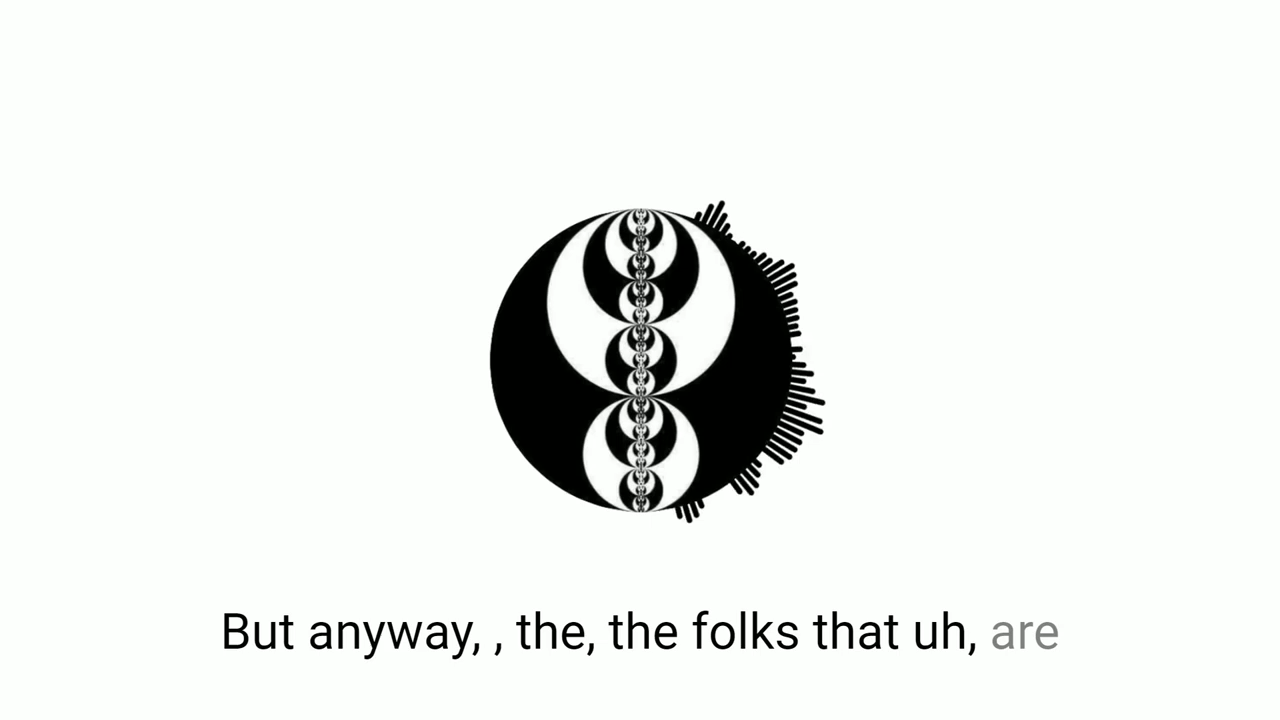 But anyway, , the, the folks that uh, are